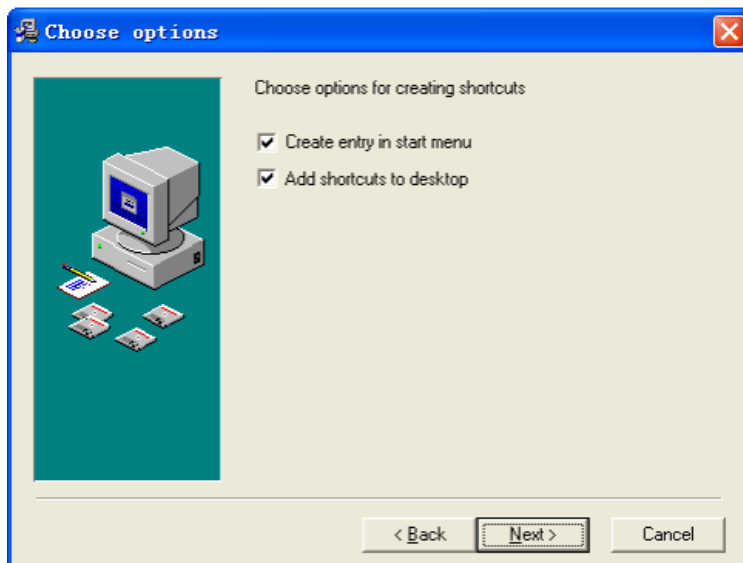 Choose options
Choose options for creating shortcuts
Create entry in start menu
Add shortcuts to desktop
< Back
Next >
Cancel